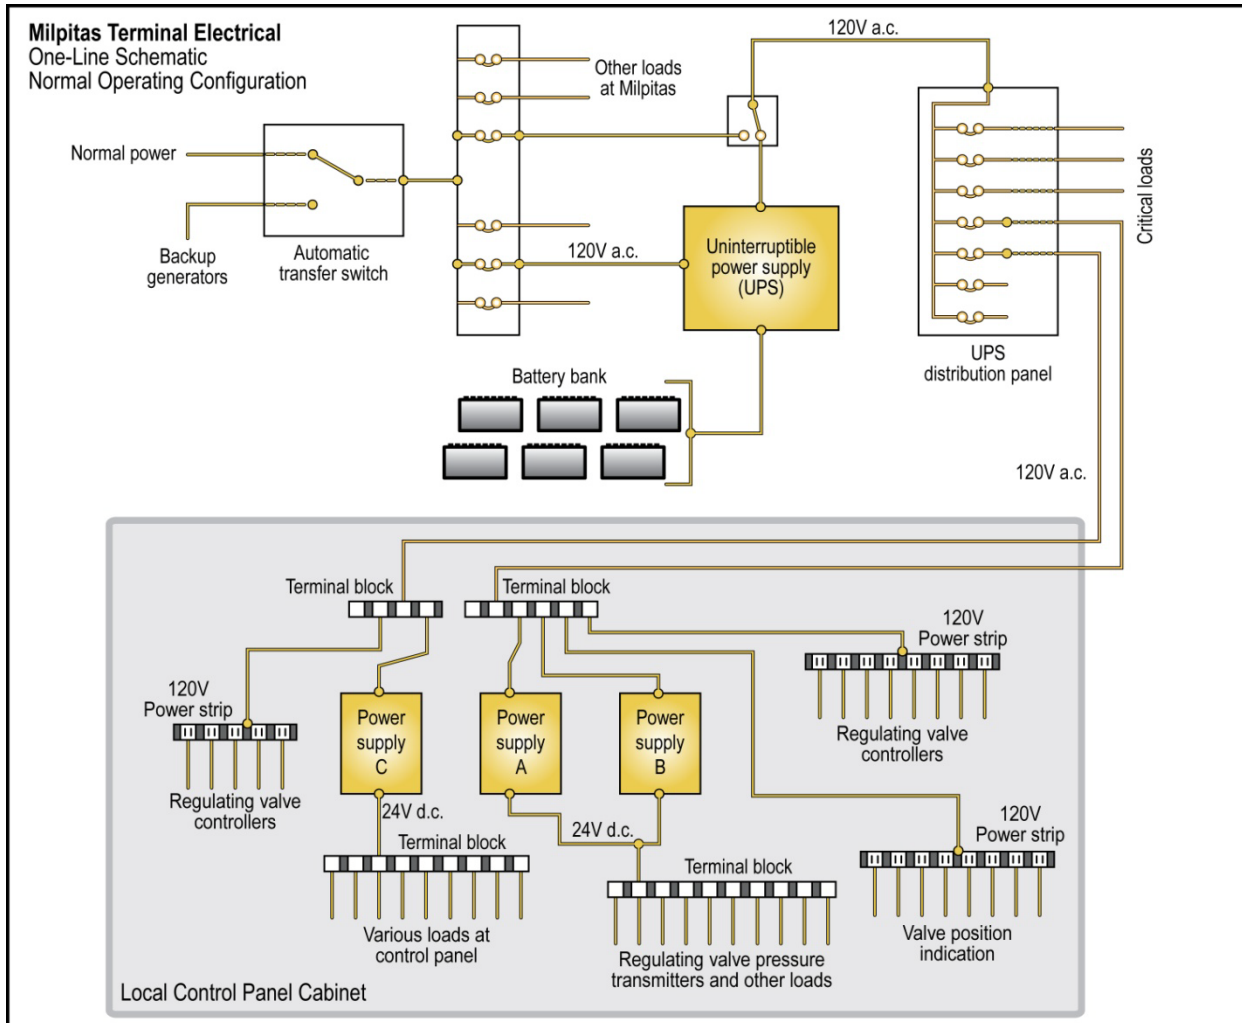 Milpitas Terminal Electrical
One-Line Schematic
Normal Operating Configuration
120V a.c.
Other loads
at Milpitas
Normal power
Backup
generators
Automatic
transfer switch
120V a.c.
Uninterruptible
power supply
(UPS)
Critical loads
UPS
distribution panel
Battery bank
120V a.c.
Terminal block
Terminal block
120V
Power strip
120V
Power strip
Power
supply
C
Power
supply
A
Power
supply
B
Regulating valve
controllers
Regulating valve
controllers
24V d.c.
24V d.c.
120V
Power strip
Terminal block
Terminal block
Various loads at
control panel
Regulating valve pressure
transmitters and other loads
Valve position
indication
Local Control Panel Cabinet